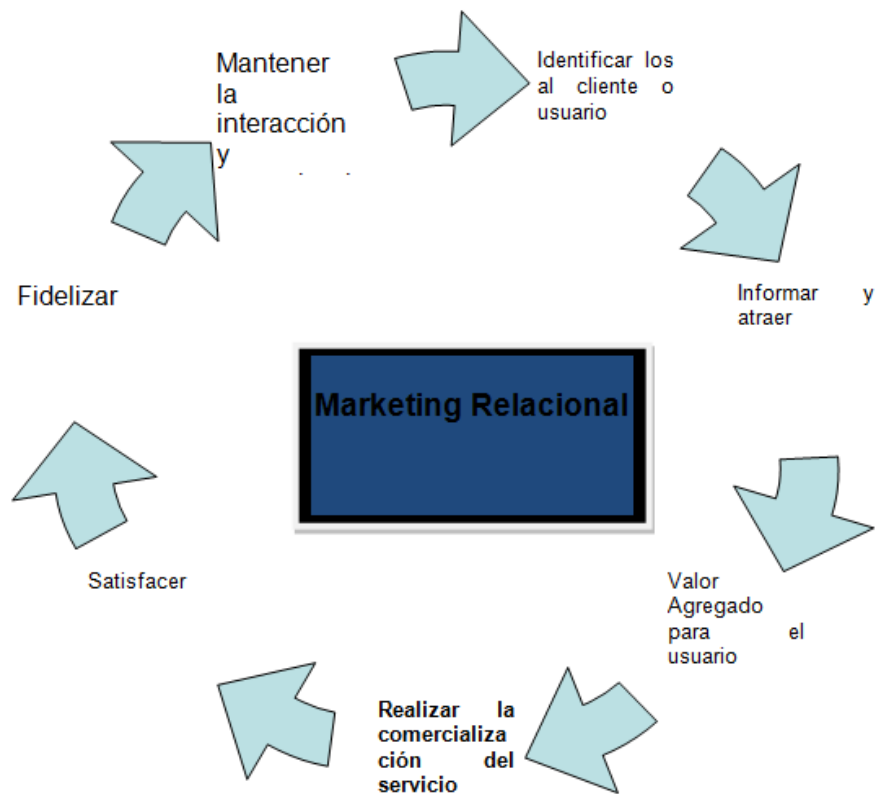 Mantener
la
interacción
y
Identificar los
al cliente o
usuario
Informar y
atraer
Valor
Agregado
para el
usuario
Realizar la
comercializa
ción del
servicio
Satisfacer
Fidelizar
Marketing Relacional